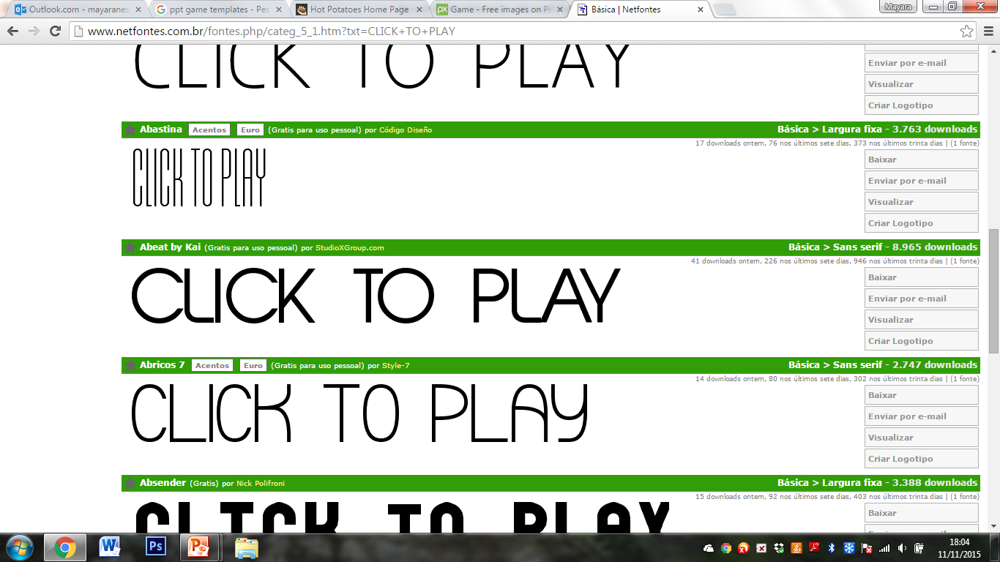 Outlook.com - mayaranes
ppt game templates - Pes
Hot Potatoes Home Page
Game - Free images on Pi
Básica | Netfontes
Mayara
www.netfontes.com.br/fontes.php/categ_5_1.htm?txt=CLICK+TO+PLAY
CLICK TO PLAY
Enviar por e-mail
Visualizar
Criar Logotipo
Abastina Acentos Euro (Gratis para uso pessoal) por Código Diseño Básica > Largura fixa - 3.763 downloads
17 downloads ontem, 76 nos últimos sete dias, 373 nos últimos trinta dias | (1 fonte)
CLICK TO PLAY
Baixar
Enviar por e-mail
Visualizar
Criar Logotipo
Abeat by Kai (Gratis para uso pessoal) por StudioXGroup.com Básica > Sans serif - 8.965 downloads
41 downloads ontem, 226 nos últimos sete dias, 946 nos últimos trinta dias | (1 fonte)
CLICK TO PLAY
Baixar
Enviar por e-mail
Visualizar
Criar Logotipo
Abricos 7 Acentos Euro (Gratis para uso pessoal) por Style-7 Básica > Sans serif - 2.747 downloads
14 downloads ontem, 80 nos últimos sete dias, 302 nos últimos trinta dias | (1 fonte)
CLICK TO PLAY
Baixar
Enviar por e-mail
Visualizar
Criar Logotipo
Absender (Gratis) por Nick Polifroni Básica > Largura fixa - 3.388 downloads
15 downloads ontem, 92 nos últimos sete dias, 403 nos últimos trinta dias | (1 fonte)
CLICK TO PLAY
Baixar
18:04
11/11/2015